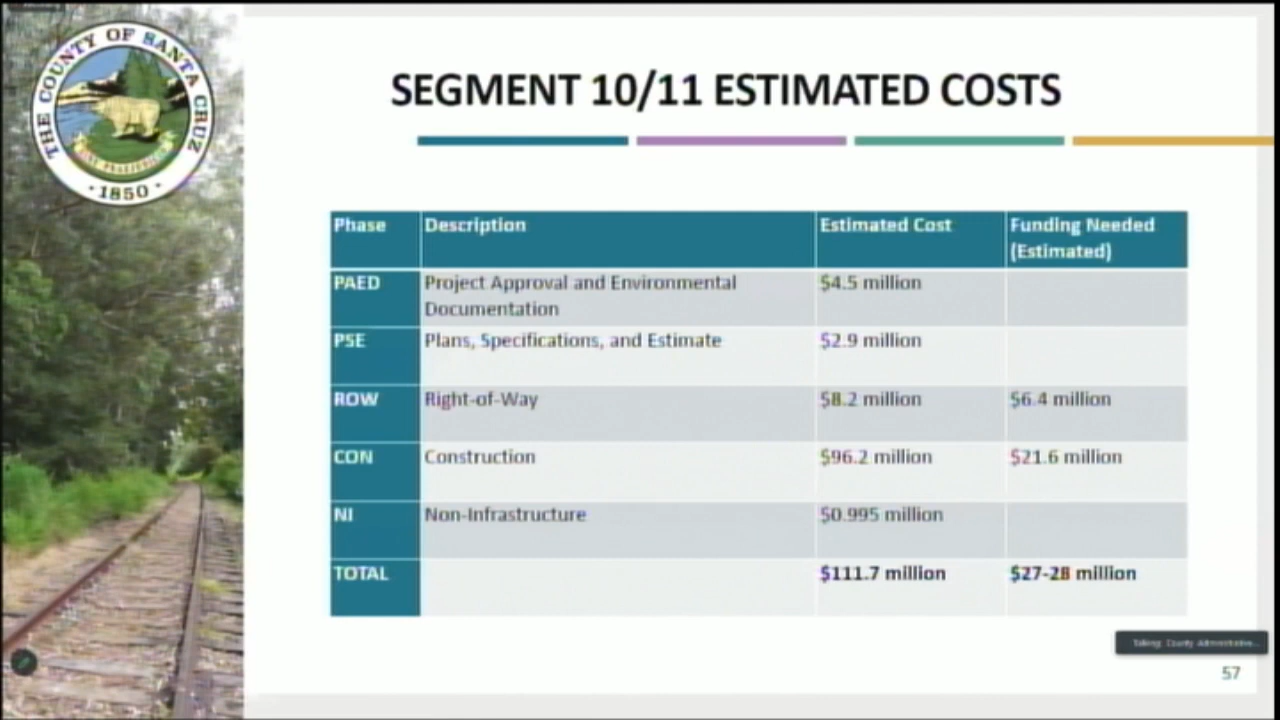 THE COUNTY OF SANTA CRUZ
1850
SEGMENT 10/11 ESTIMATED COSTS
Phase Description Estimated Cost Funding Needed
(Estimated)
PAED Project Approval and Environmental $4.5 million
Documentation
PSE Plans, Specifications, and Estimate $2.9 million
ROW Right-of-Way $8.2 million $6.4 million
CON Construction $96.2 million $21.6 million
NI Non-Infrastructure $0.995 million
TOTAL $111.7 million $27-28 million
Talking: County Administrative...
57